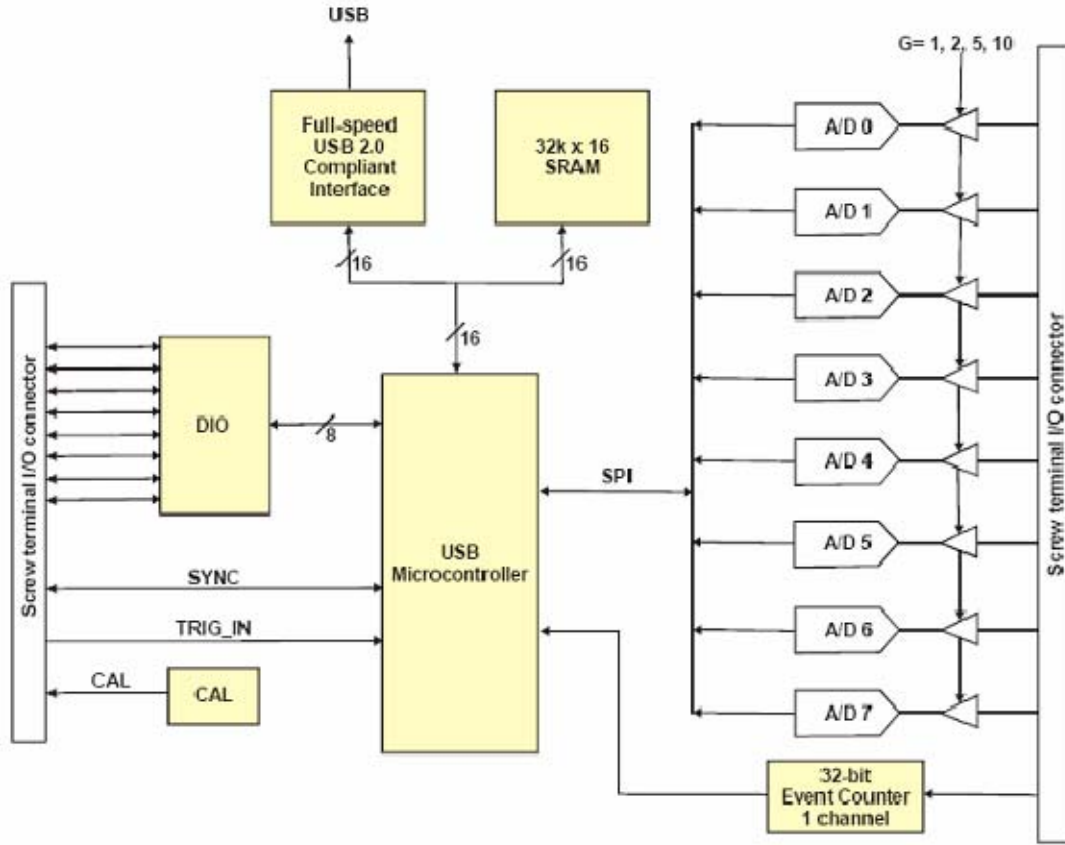 USB
G= 1, 2, 5, 10
Full-speed
USB 2.0
Compliant
Interface
32k x 16
SRAM
16
16
16
A/D 0
A/D 1
A/D 2
A/D 3
A/D 4
A/D 5
A/D 6
A/D 7
Screw terminal I/O connector
DIO
8
SPI
USB
Microcontroller
SYNC
TRIG_IN
CAL
CAL
32-bit
Event Counter
1 channel
Screw terminal I/O connector